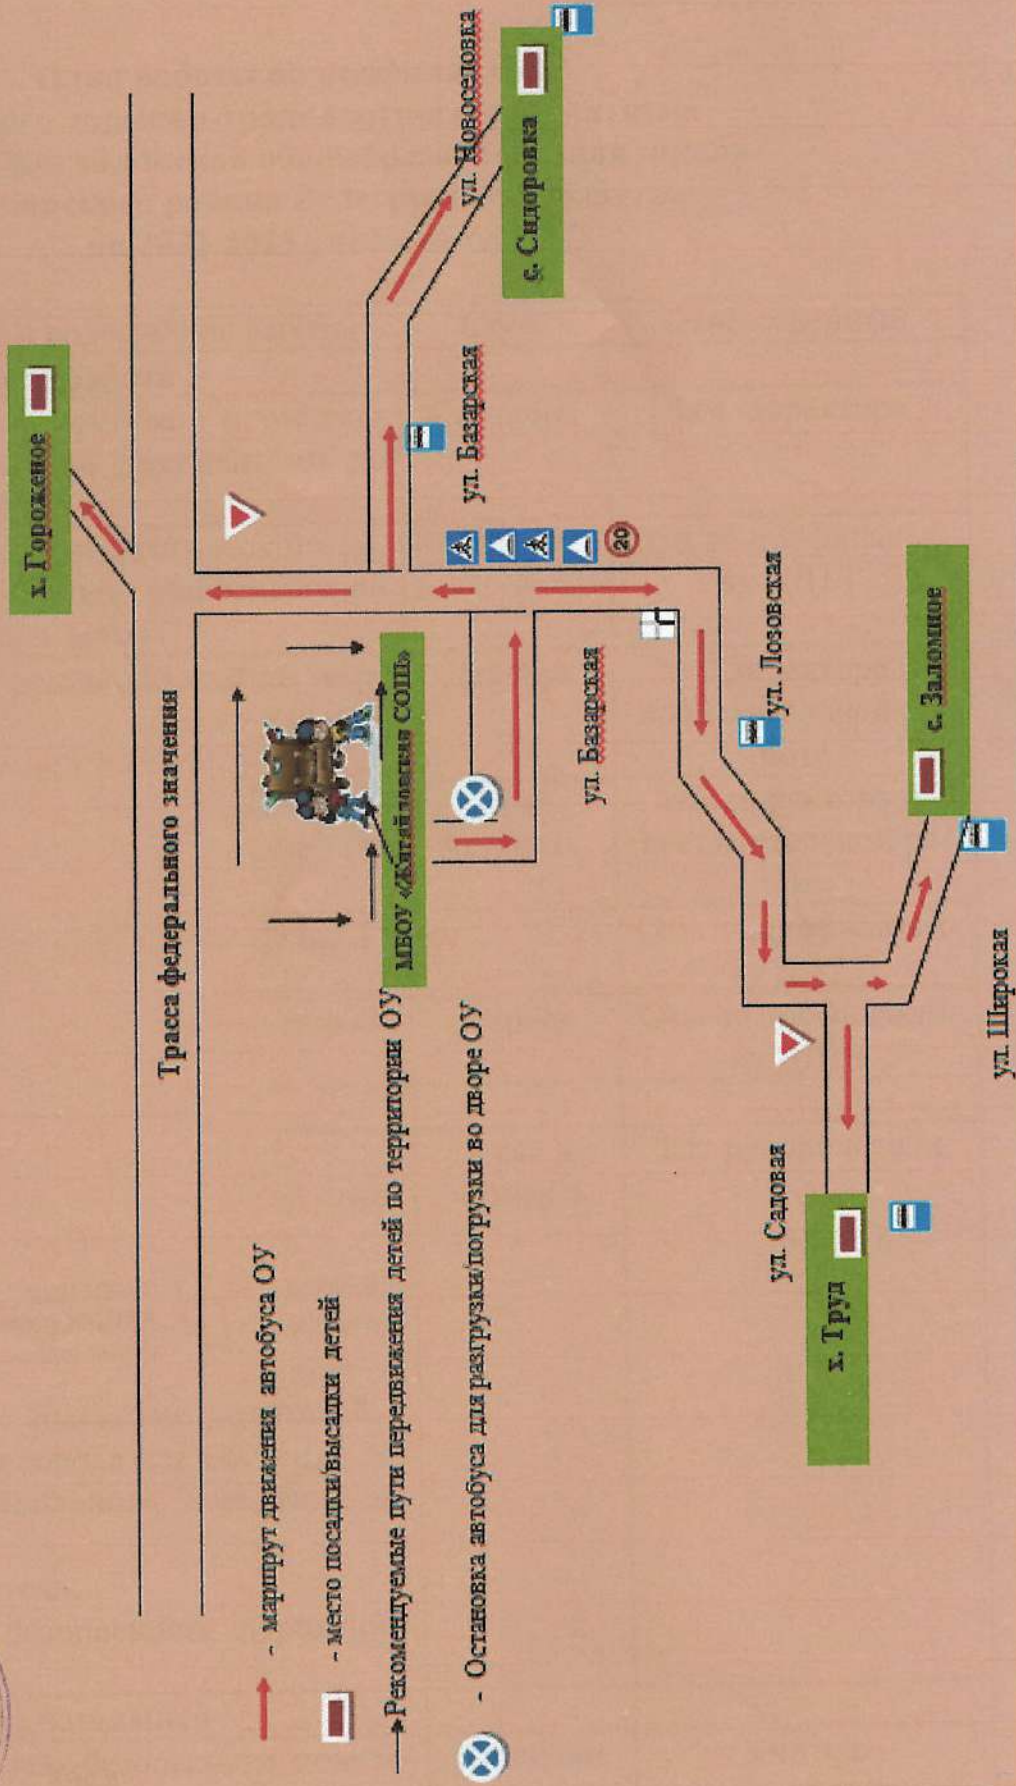 х. Гороженое
Трасса федерального значения
ул. Новоселовка
с. Сидоровка
ул. Базарская
20
МБОУ «Китайловская СОШ»
ул. Базарская
ул. Лозовская
с. Заломное
ул. Широкая
ул. Садовая
х. Труд
- маршрут движения автобуса ОУ
- место посадки/высадки детей
Рекомендуемые пути передвижения детей по территории ОУ
- Остановка автобуса для разгрузки/погрузки во дворе ОУ